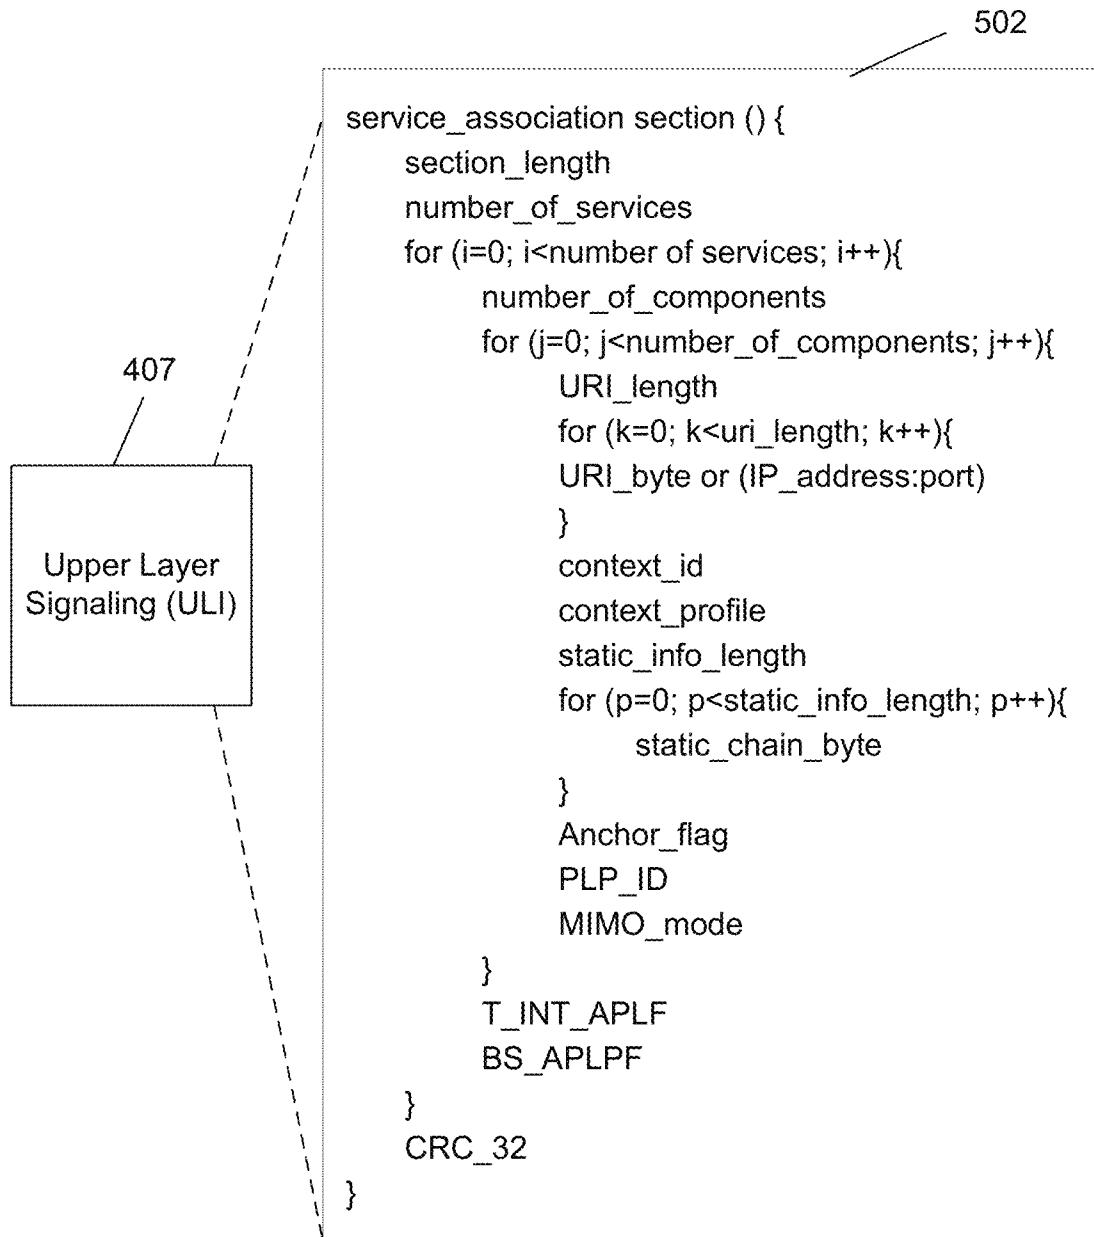 502
service_association section () {
section_length
number_of_services
for (i=0; i<number of services; i++){
number_of_components
for (j=0; j<number_of_components; j++){
URI_length
for (k=0; k<uri_length; k++){
URI_byte or (IP_address:port)
}
context_id
context_profile
static_info_length
for (p=0; p<static_info_length; p++){
static_chain_byte
}
Anchor_flag
PLP_ID
MIMO_mode
}
T_INT_APLF
BS_APLPF
}
CRC_32
}
407
Upper Layer
Signaling (ULI)